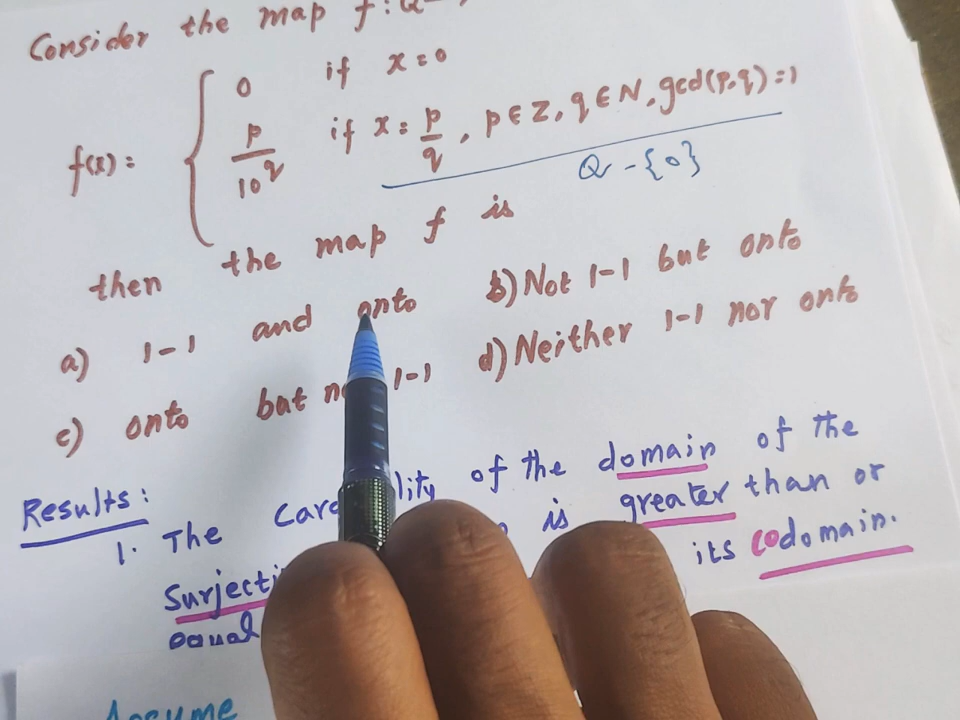 Consider the map f: Q
f(x) = { 0 if x = 0
p/10^q if x = p/q, p ∈ Z, q ∈ N, gcd(p,q) = 1
Q - {0}
then the map f is
a) 1-1 and onto b) Not 1-1 but onto
c) onto but 1-1 d) Neither 1-1 nor onto
Results:
1. The of the domain of the
is greater than or
its codomain.
Assume